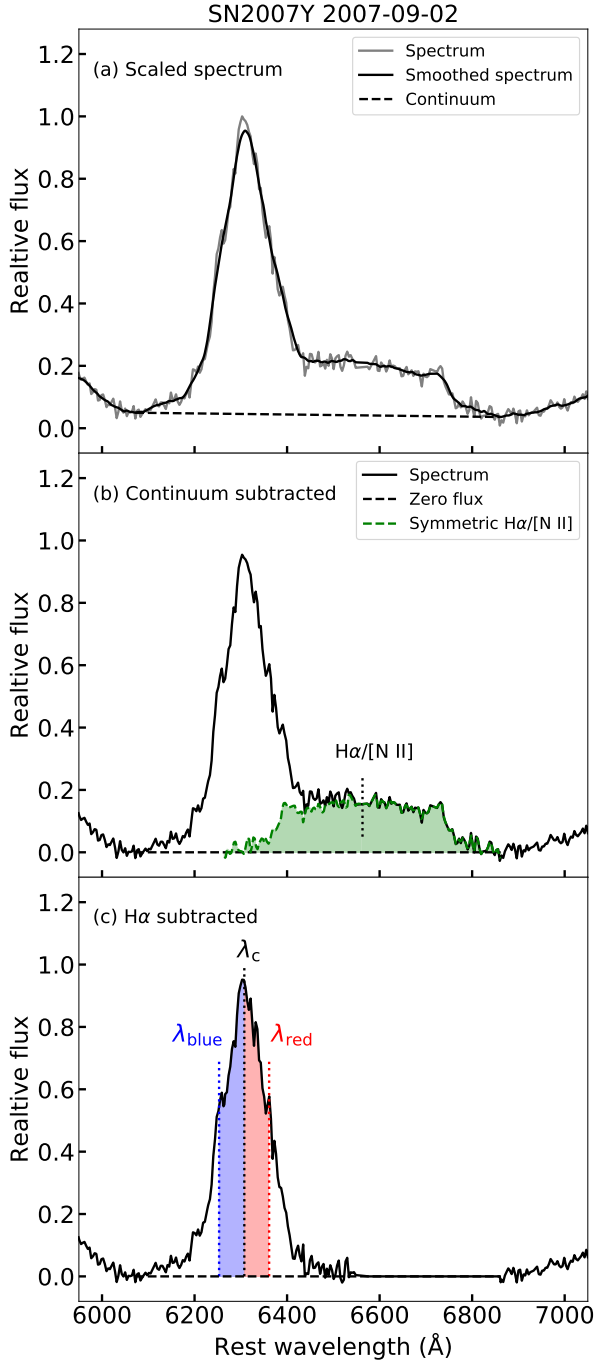 SN2007Y 2007-09-02
(a) Scaled spectrum
Spectrum
Smoothed spectrum
Continuum
Realtive flux
1.2
1.0
0.8
0.6
0.4
0.2
0.0
(b) Continuum subtracted
Spectrum
Zero flux
Symmetric Hα/[N II]
Hα/[N II]
Realtive flux
1.2
1.0
0.8
0.6
0.4
0.2
0.0
(c) Hα subtracted
λc
λblue
λred
Realtive flux
1.2
1.0
0.8
0.6
0.4
0.2
0.0
6000 6200 6400 6600 6800 7000
Rest wavelength (Å)